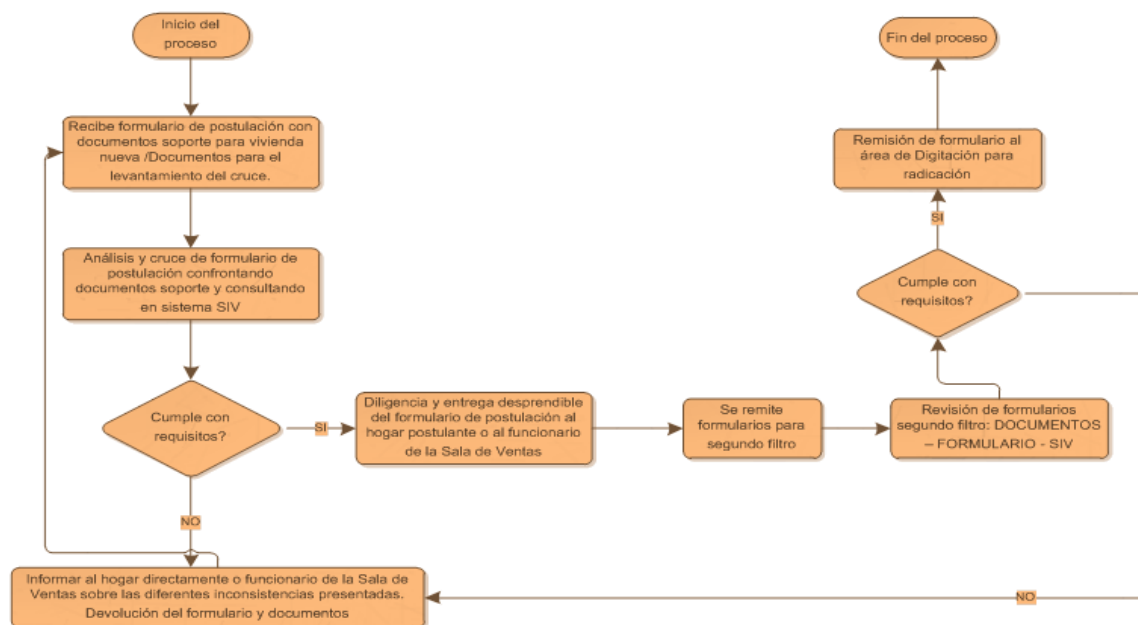 Inicio del
proceso
Recibe formulario de postulación con
documentos soporte para vivienda
nueva /Documentos para el
levantamiento del cruce.
Análisis y cruce de formulario de
postulación confrontando
documentos soporte y consultando
en sistema SIV
Cumple con
requisitos?
SI
Diligencia y entrega desprendible
del formulario de postulación al
hogar postulante o al funcionario
de la Sala de Ventas
Se remite
formularios para
segundo filtro
Revisión de formularios
segundo filtro: DOCUMENTOS
– FORMULARIO - SIV
Cumple con
requisitos?
SI
Remisión de formulario al
área de Digitación para
radicación
Fin del proceso
NO
Informar al hogar directamente o funcionario de la Sala de
Ventas sobre las diferentes inconsistencias presentadas.
Devolución del formulario y documentos
NO